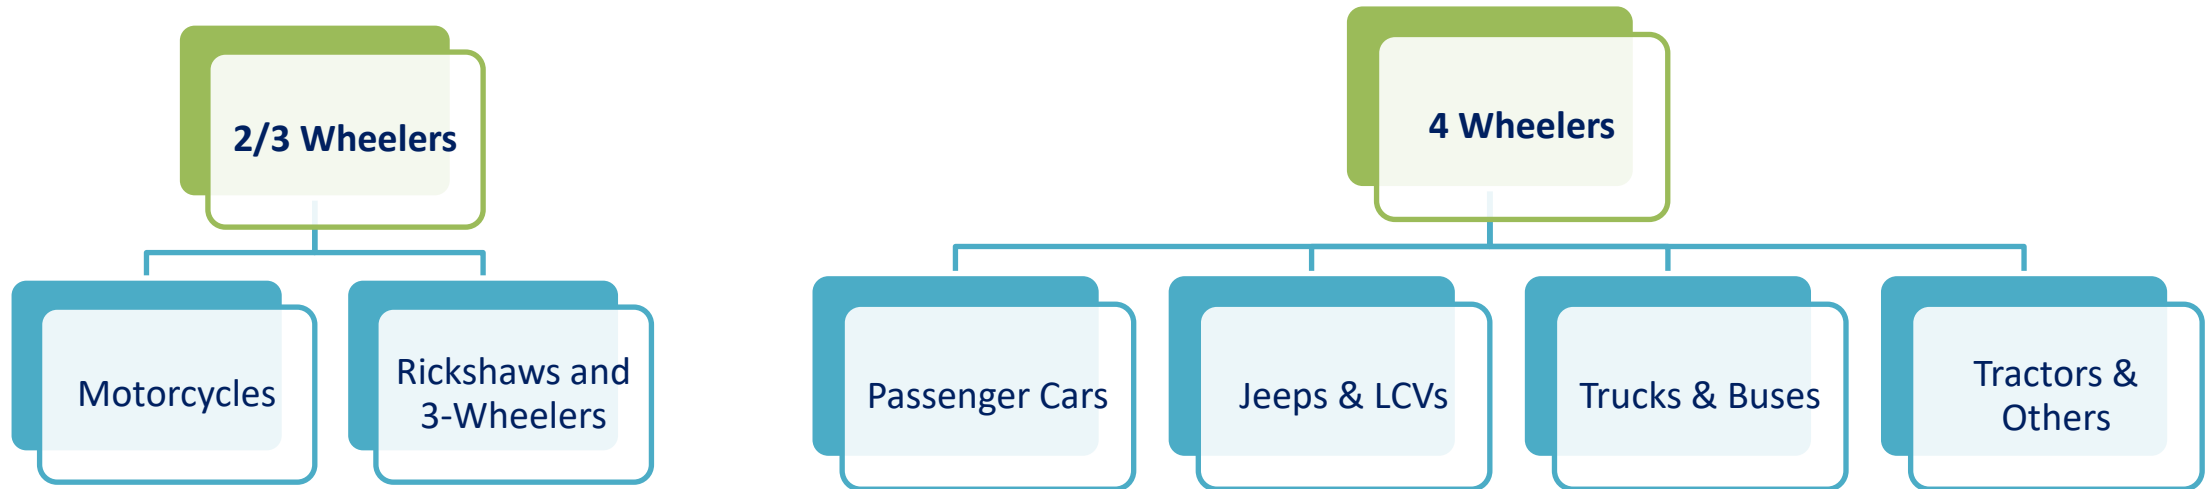 2/3 Wheelers
4 Wheelers
Motorcycles
Rickshaws and
3-Wheelers
Passenger Cars
Jeeps & LCVs
Trucks & Buses
Tractors &
Others